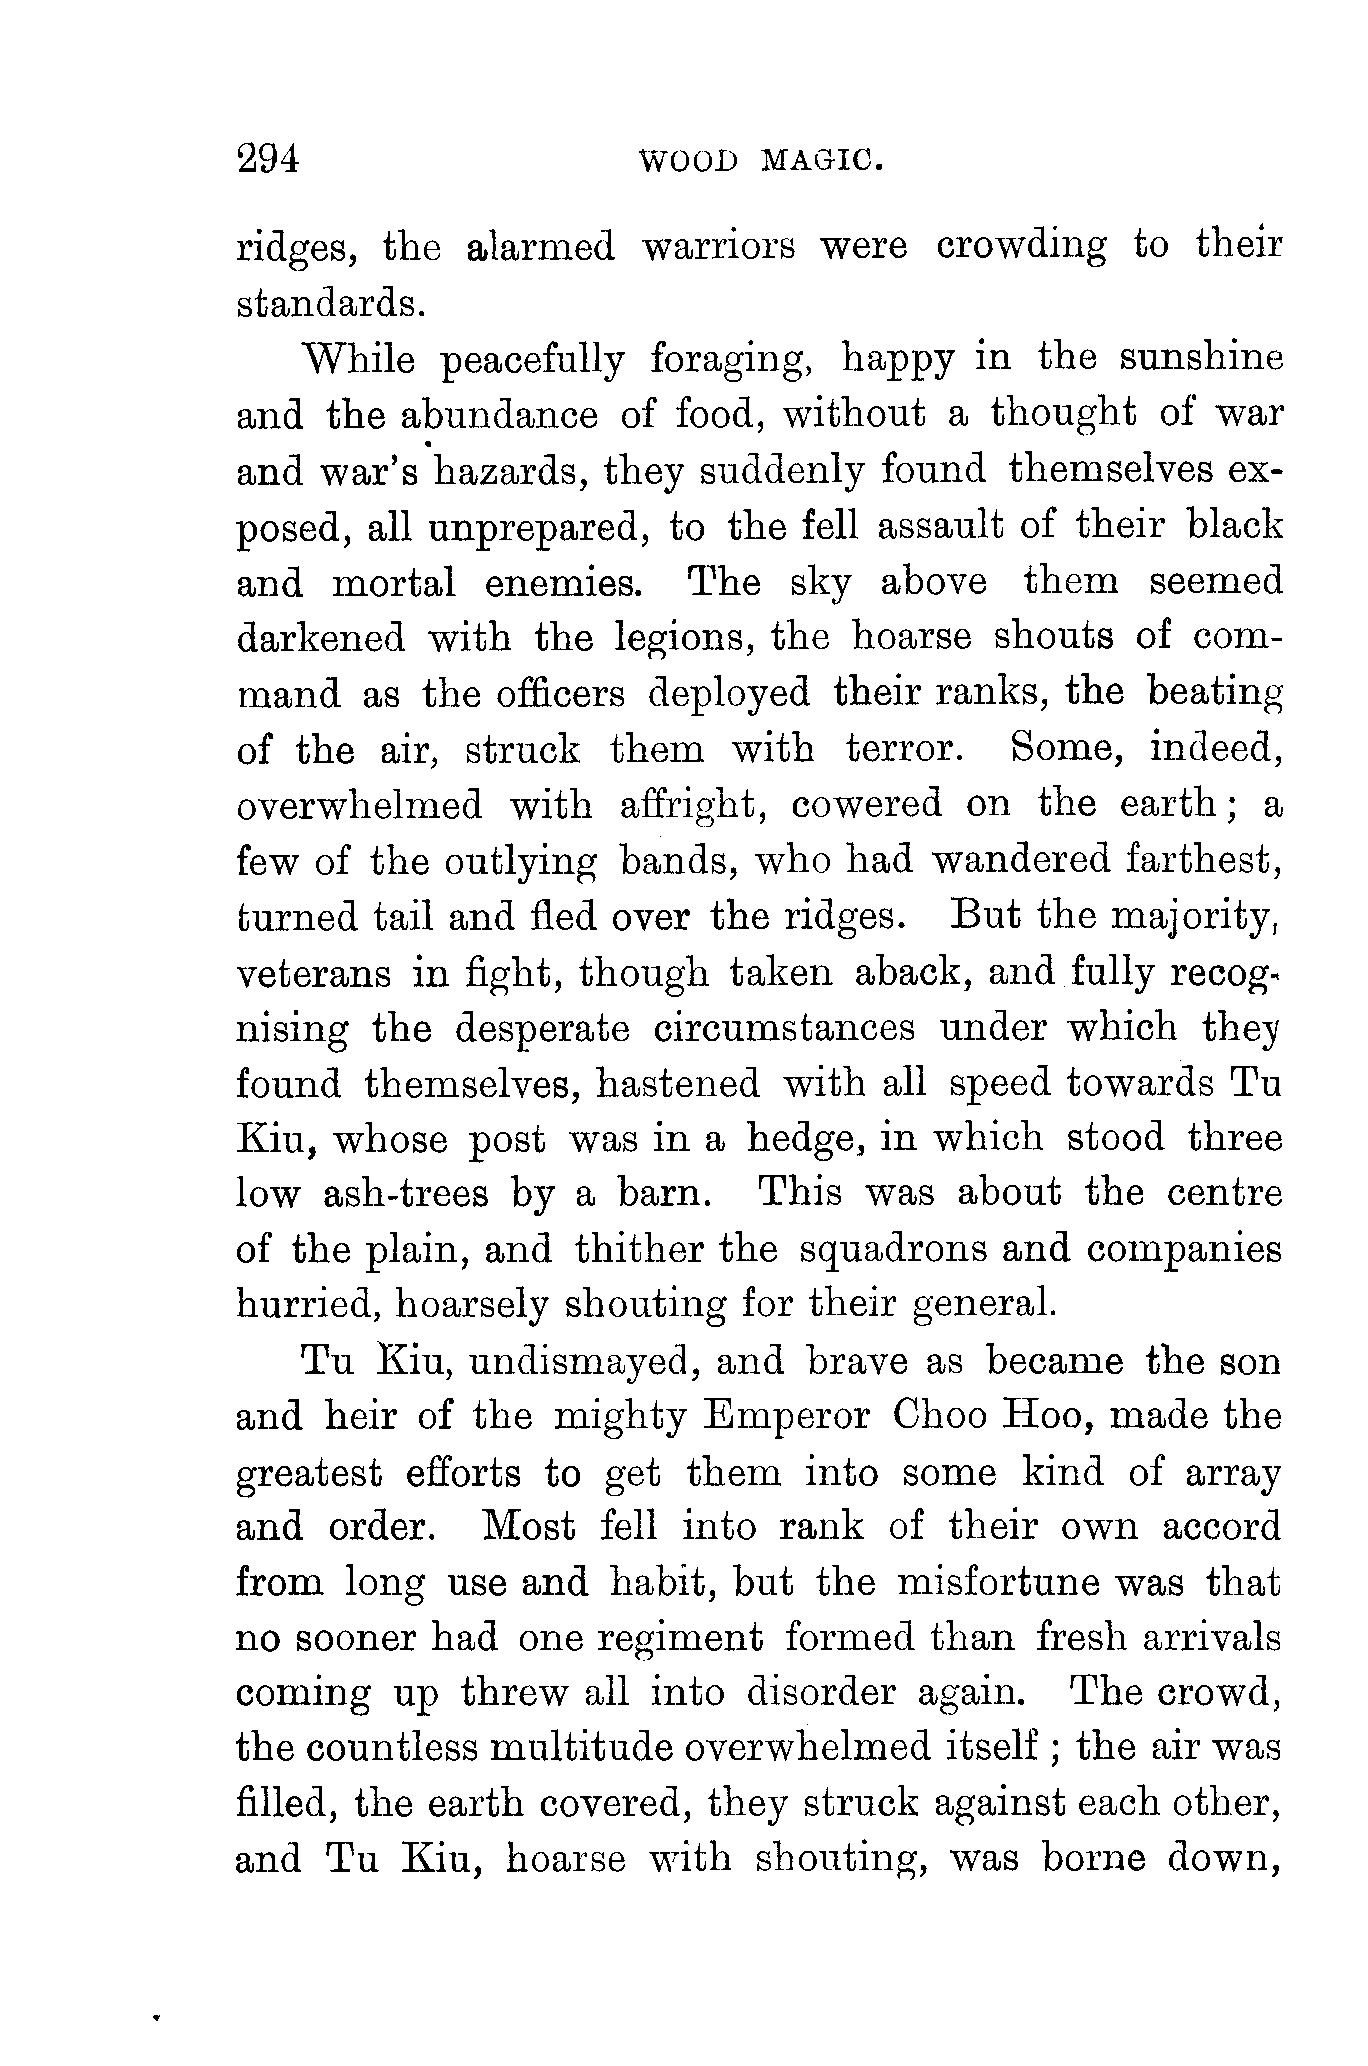 294 WOOD MAGIC.
ridges, the alarmed warriors were crowding to their
standards.
While peacefully foraging, happy in the sunshine
and the abundance of food, without a thought of war
and war's hazards, they suddenly found themselves ex-
posed, all unprepared, to the fell assault of their black
and mortal enemies. The sky above them seemed
darkened with the legions, the hoarse shouts of com-
mand as the officers deployed their ranks, the beating
of the air, struck them with terror. Some, indeed,
overwhelmed with affright, cowered on the earth; a
few of the outlying bands, who had wandered farthest,
turned tail and fled over the ridges. But the majority,
veterans in fight, though taken aback, and fully recog-
nising the desperate circumstances under which they
found themselves, hastened with all speed towards Tu
Kiu, whose post was in a hedge, in which stood three
low ash-trees by a barn. This was about the centre
of the plain, and thither the squadrons and companies
hurried, hoarsely shouting for their general.
Tu Kiu, undismayed, and brave as became the son
and heir of the mighty Emperor Choo Hoo, made the
greatest efforts to get them into some kind of array
and order. Most fell into rank of their own accord
from long use and habit, but the misfortune was that
no sooner had one regiment formed than fresh arrivals
coming up threw all into disorder again. The crowd,
the countless multitude overwhelmed itself; the air was
filled, the earth covered, they struck against each other,
and Tu Kiu, hoarse with shouting, was borne down,